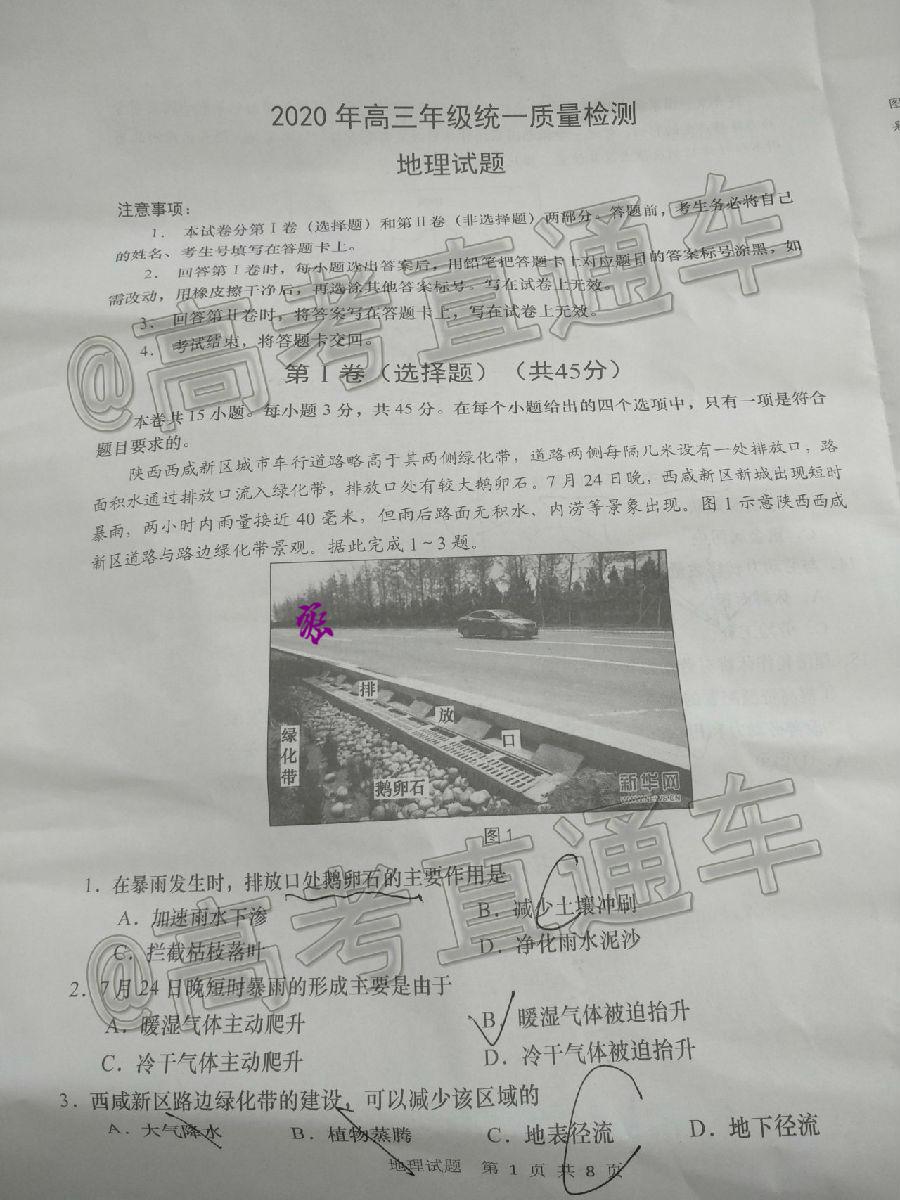 2020年高三年级统一质量检测
地理试题
注意事项：
1． 本试卷分第Ⅰ卷（选择题）和第Ⅱ卷（非选择题）两部分。答题前，考生务必将自己
的姓名、考生号填写在答题卡上。
2． 回答第Ⅰ卷时，每小题选出答案后，用铅笔把答题卡上对应题目的答案标号涂黑，如
需改动，用橡皮擦干净后，再选涂其他答案标号。写在试卷上无效。
3． 回答第Ⅱ卷时，将答案写在答题卡上，写在试卷上无效。
4． 考试结束，将答题卡交回。
第Ⅰ卷（选择题）（共45分）
本卷共15小题。每小题3分，共45分。在每个小题给出的四个选项中，只有一项是符合
题目要求的。
陕西西咸新区城市车行道路略高于其两侧绿化带，道路两侧每隔几米设有一处排放口，路
面积水通过排放口流入绿化带，排放口处有较大鹅卵石。7月24日晚，西咸新区新城出现短时
暴雨，两小时内雨量接近40毫米，但雨后路面无积水、内涝等景象出现。图1示意陕西西咸
新区道路与路边绿化带景观。据此完成1~3题。
排
放
口
绿
化
带
鹅卵石
新华网
WWW.NEWS.CN
图1
1．在暴雨发生时，排放口处鹅卵石的主要作用是
A．加速雨水下渗 B．减少土壤冲刷
C．拦截枯枝落叶 D．净化雨水泥沙
2．7月24日晚短时暴雨的形成主要是由于
A．暖湿气体主动爬升 B．暖湿气体被迫抬升
C．冷干气体主动爬升 D．冷干气体被迫抬升
3．西咸新区路边绿化带的建设，可以减少该区域的
A．大气降水 B．植物蒸腾 C．地表径流 D．地下径流
地理试题 第1页共8页
@高考直通车
@高考直通车